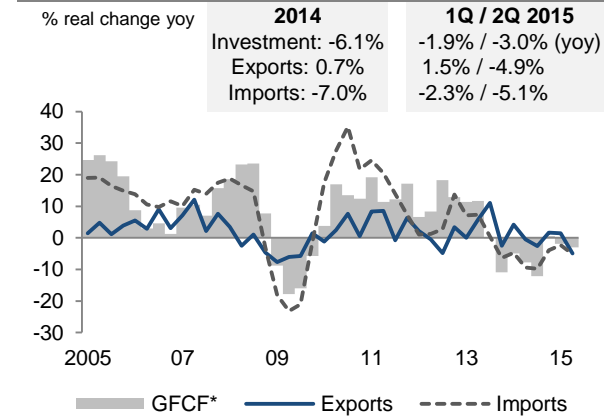 % real change yoy
2014
1Q / 2Q 2015
Investment: -6.1%
-1.9% / -3.0% (yoy)
Exports: 0.7%
1.5% / -4.9%
Imports: -7.0%
-2.3% / -5.1%
40
30
20
10
0
-10
-20
-30
2005 07 09 11 13 15
GFCF* Exports Imports